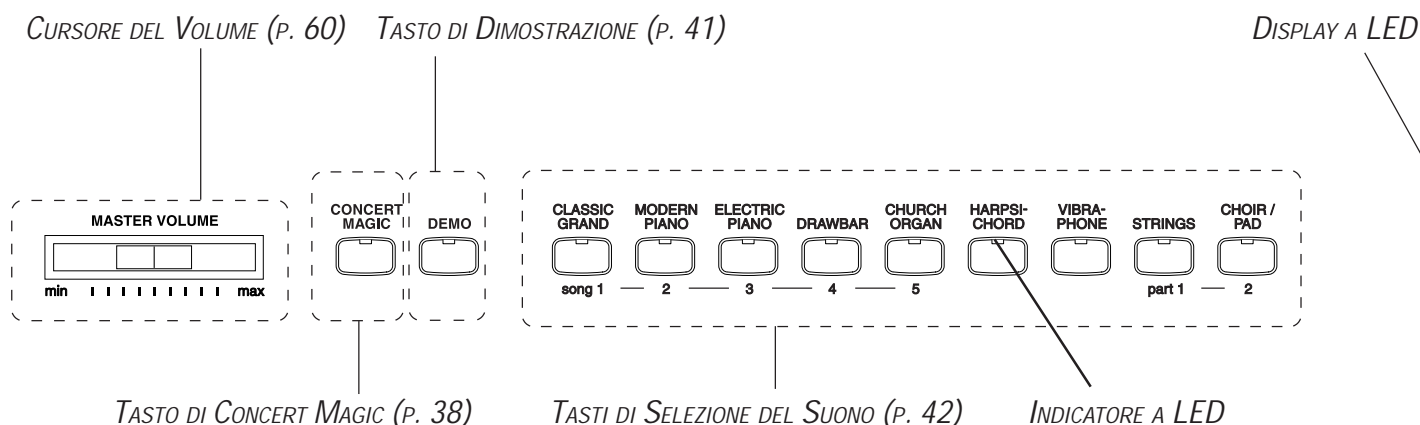 CURSORE DEL VOLUME (P. 60) TASTO DI DIMOSTRAZIONE (P. 41) DISPLAY A LED
MASTER VOLUME
min max
CONCERT
MAGIC
DEMO
CLASSIC
GRAND
MODERN
PIANO
ELECTRIC
PIANO
DRAWBAR
CHURCH
ORGAN
HARPSI-
CHORD
VIBRA-
PHONE
STRINGS
CHOIR /
PAD
song 1 — 2 — 3 — 4 — 5 part 1 — 2
TASTO DI CONCERT MAGIC (P. 38) TASTI DI SELEZIONE DEL SUONO (P. 42) INDICATORE A LED